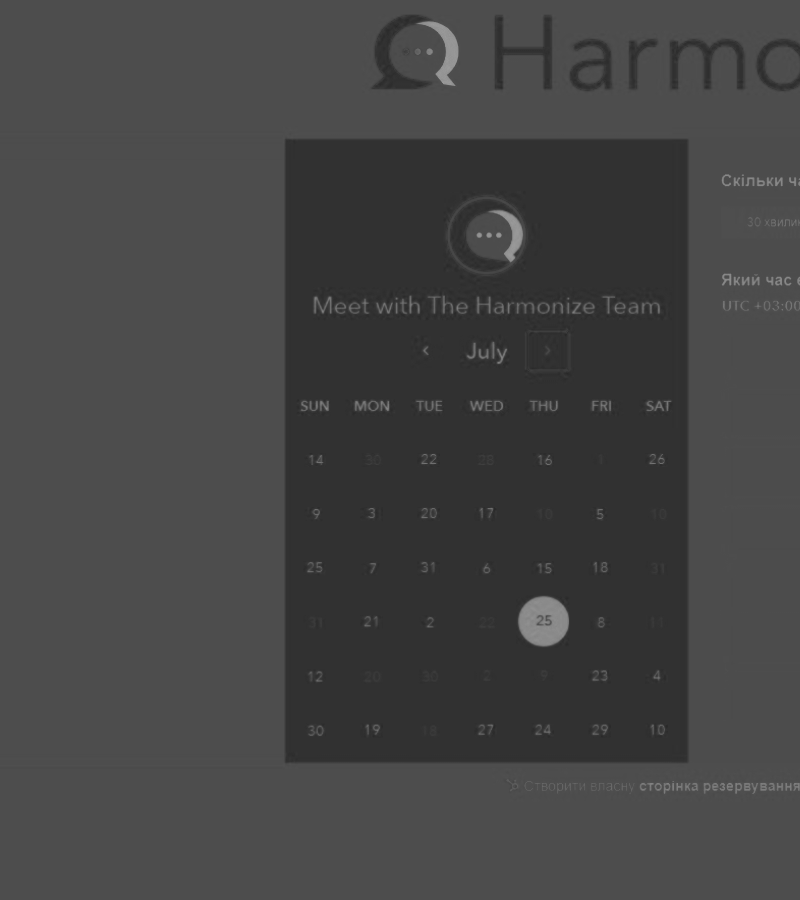 Harmo
Скільки ча
30 хвилин
Який час є
UTC +03:00
Meet with The Harmonize Team
July
SUN MON TUE WED THU FRI SAT
14 30 22 28 16 1 26
9 3 20 17 10 5 10
25 7 31 6 15 18 31
31 21 2 22 25 8 11
12 20 30 2 9 23 4
30 19 18 27 24 29 10
Створити власну сторінка резервування